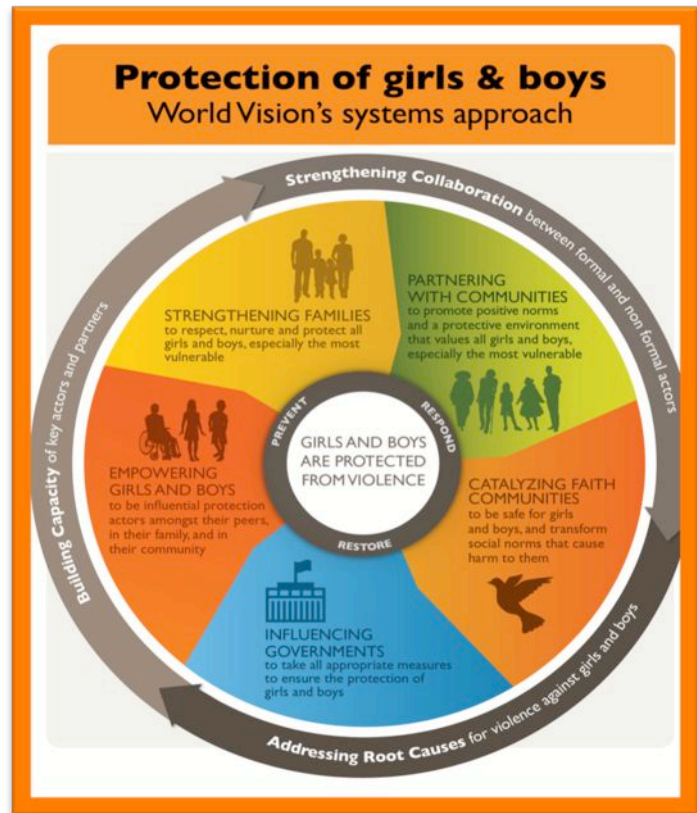 Protection of girls & boys
World Vision's systems approach
Strengthening Collaboration between formal and non formal actors
STRENGTHENING FAMILIES
to respect, nurture and protect all
girls and boys, especially the most
vulnerable
PARTNERING
WITH COMMUNITIES
to promote positive norms
and a protective environment
that values all girls and boys,
especially the most vulnerable
Building Capacity of key actors and partners
EMPOWERING
GIRLS AND BOYS
to be influential protection
actors amongst their peers,
in their family, and in
their community
PREVENT
RESPOND
RESTORE
GIRLS AND BOYS
ARE PROTECTED
FROM VIOLENCE
CATALYZING FAITH
COMMUNITIES
to be safe for girls
and boys, and transform
social norms that cause
harm to them
INFLUENCING
GOVERNMENTS
to take all appropriate measures
to ensure the protection of
girls and boys
Addressing Root Causes for violence against girls and boys